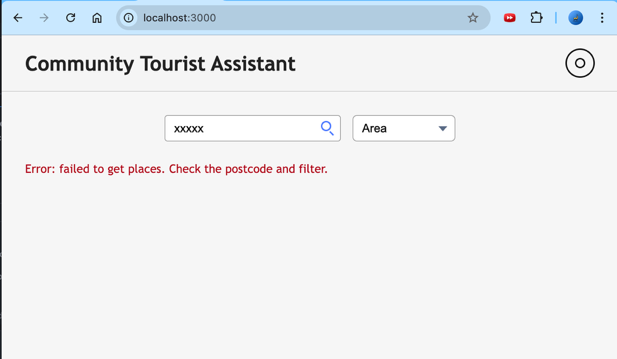 localhost:3000
Community Tourist Assistant
xxxxx
Area
Error: failed to get places. Check the postcode and filter.